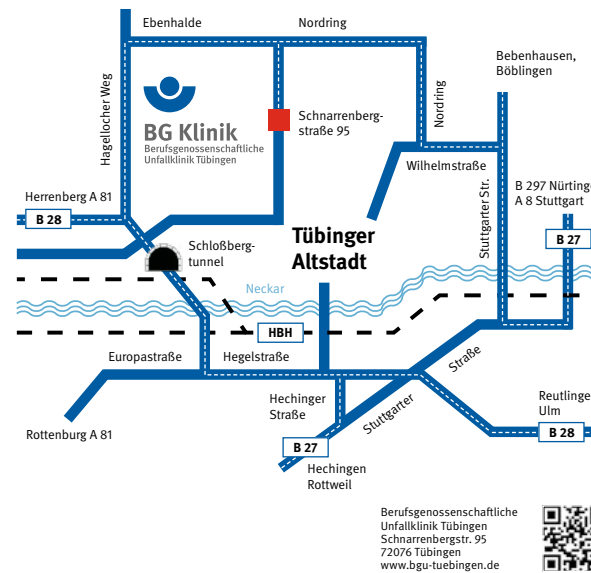 Ebenhalde
Nordring
Hagellocher Weg
BG Klinik
Berufsgenossenschaftliche
Unfallklinik Tübingen
Schnarrenberg-
straße 95
Nordring
Bebenhausen,
Böblingen
Wilhelmstraße
Herrenberg A 81
B 28
Stuttgarter Str.
B 297 Nürtinge
A 8 Stuttgart
B 27
Schloßberg-
tunnel
Tübinger
Altstadt
Neckar
HBH
Europastraße
Hegelstraße
Stuttgarter
Straße
Hechinger
Straße
Rottenburg A 81
B 27
Hechingen
Rottweil
Reutlinge
Ulm
B 28
Berufsgenossenschaftliche
Unfallklinik Tübingen
Schnarrenbergstr. 95
72076 Tübingen
www.bgu-tuebingen.de